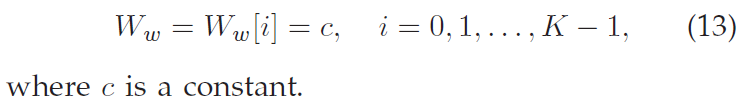 W_w = W_w[i] = c, i = 0, 1, . . . , K − 1, (13)
where c is a constant.